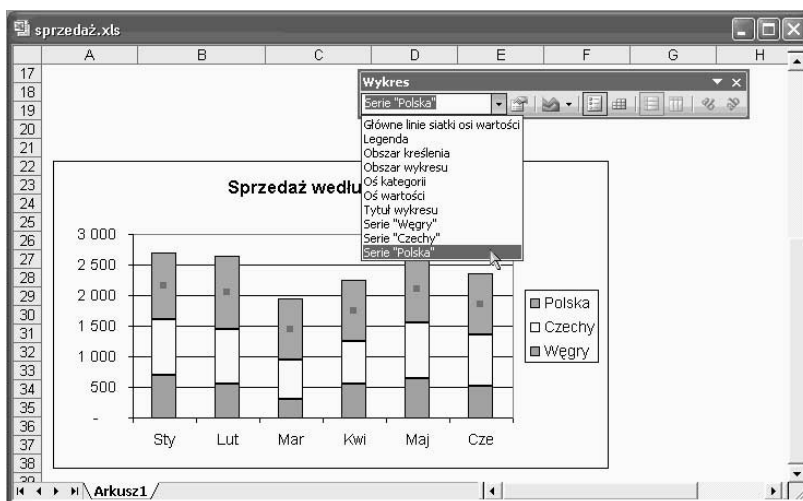 sprzedaż.xls
A B C D E F G H
17
18
19
20
21
22
23
24
25
26
27
28
29
30
31
32
33
34
35
36
37
38
39
Wykres
Serie "Polska"
Główne linie siatki osi wartości
Legenda
Obszar kreślenia
Obszar wykresu
Oś kategorii
Oś wartości
Tytuł wykresu
Serie "Węgry"
Serie "Czechy"
Serie "Polska"
Sprzedaż wedłu
3 000
2 500
2 000
1 500
1 000
500
-
Sty Lut Mar Kwi Maj Cze
Polska
Czechy
Węgry
Arkusz1